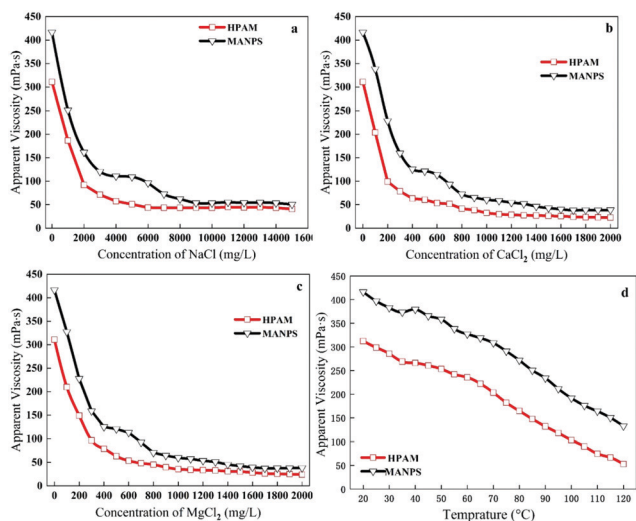 a
HPAM
MANPS
Apparent Viscosity (mPa·s)
450
400
350
300
250
200
150
100
50
0
0 2000 4000 6000 8000 10000 12000 14000 160
Concentration of NaCl (mg/L)
b
HPAM
MANPS
Apparent Viscosity (mPa·s)
450
400
350
300
250
200
150
100
50
0
0 200 400 600 800 1000 1200 1400 1600 1800 2000
Concentration of CaCl₂ (mg/L)
c
HPAM
MANPS
Apparent Viscosity (mPa·s)
450
400
350
300
250
200
150
100
50
0
0 200 400 600 800 1000 1200 1400 1600 1800 2000
Concentration of MgCl₂ (mg/L)
d
HPAM
MANPS
Apparent Viscosity (mPa·s)
450
400
350
300
250
200
150
100
50
0
20 30 40 50 60 70 80 90 100 110 120
Temprature (°C)